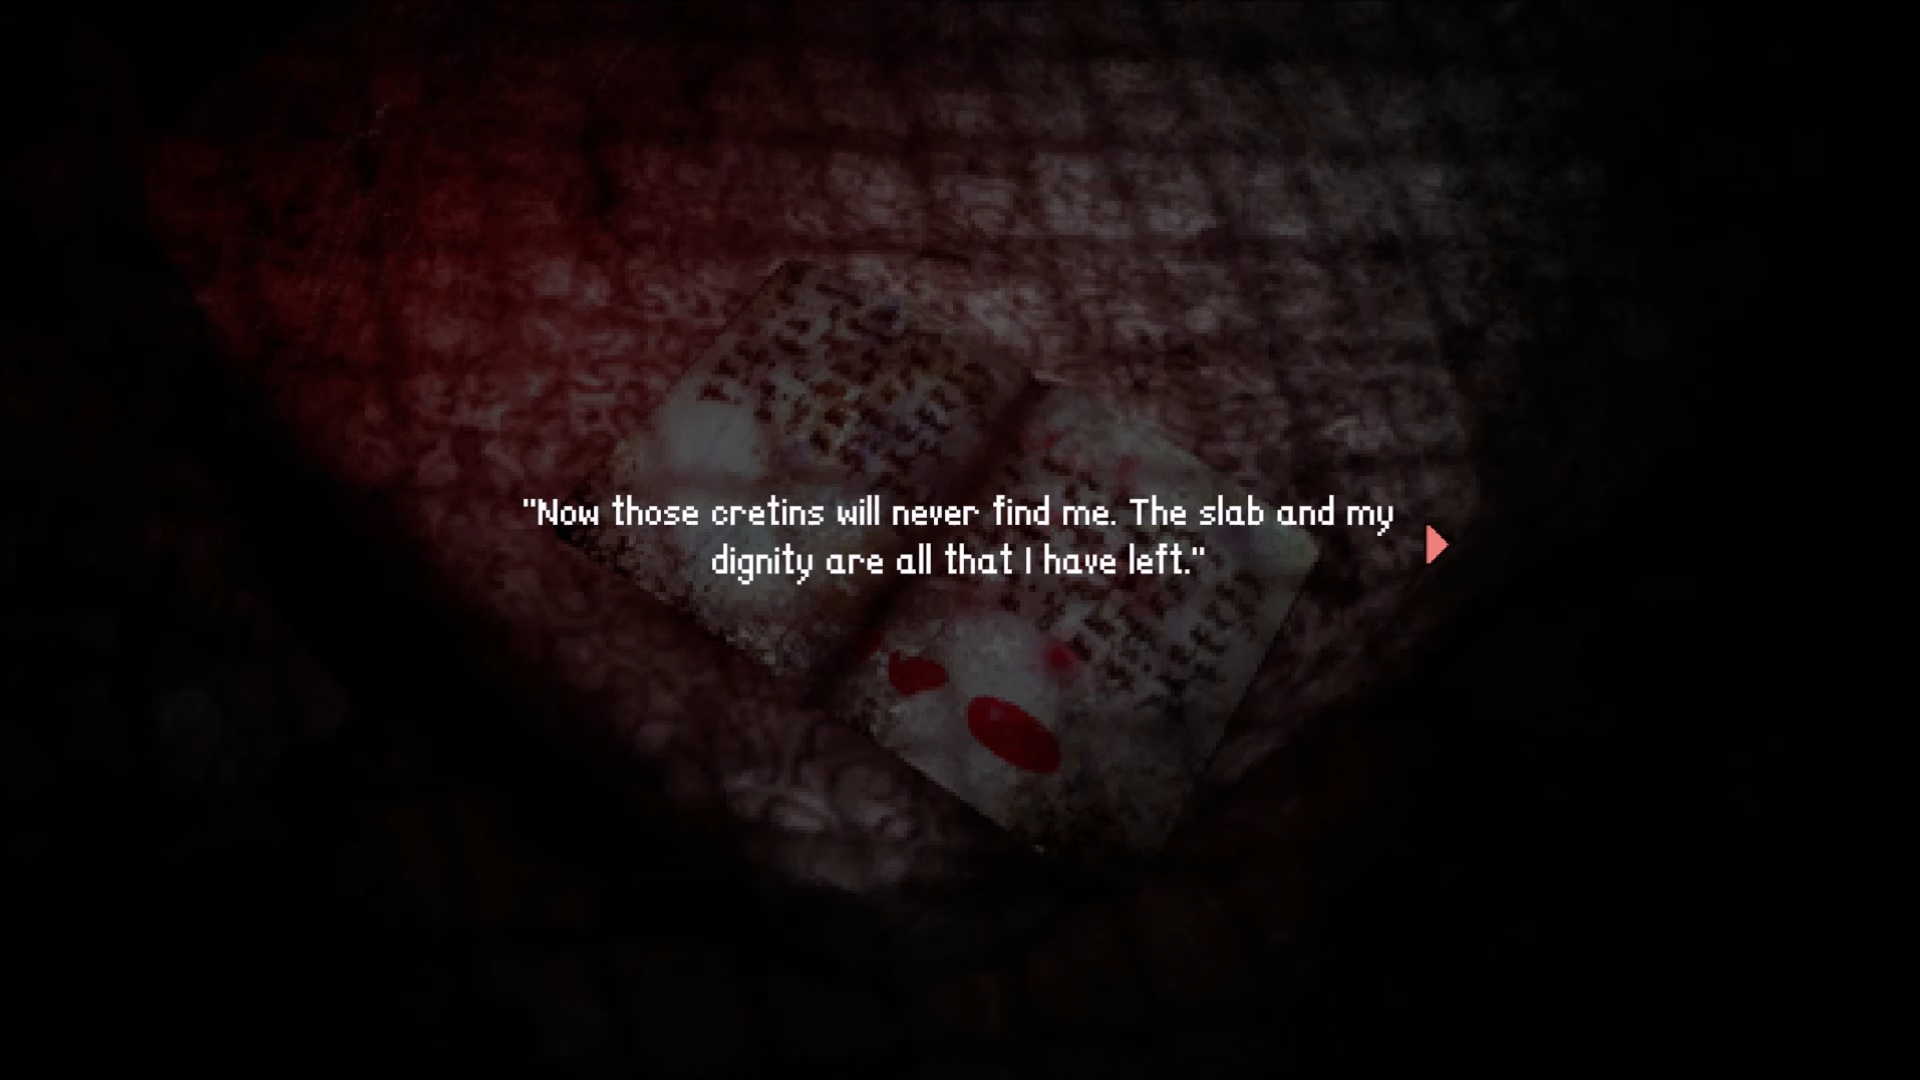 "Now those cretins will never find me. The slab and my
dignity are all that I have left."